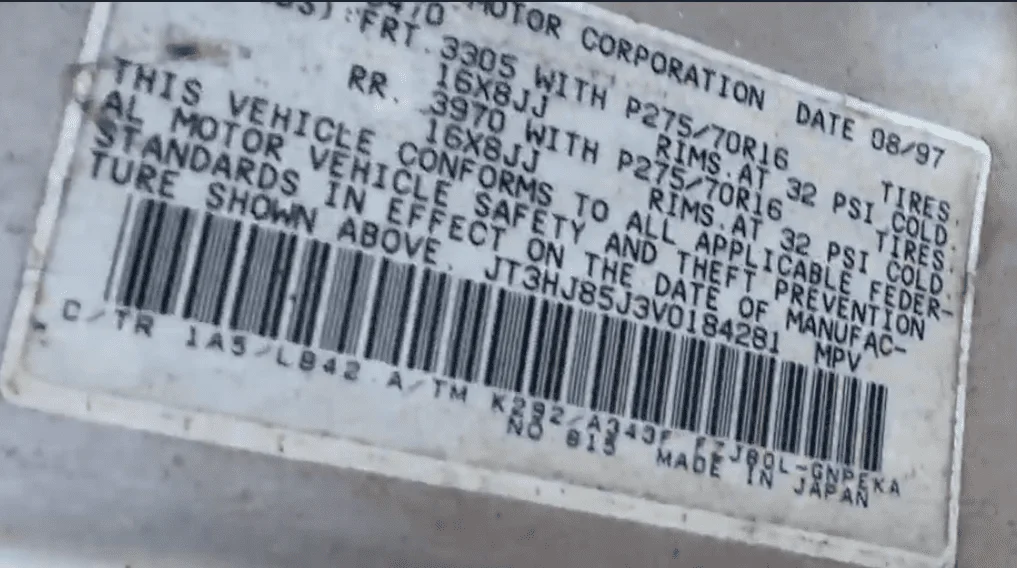 MOTOR CORPORATION DATE 08/97
FRT. 3305 WITH P275/70R16 TIRES,
16X8JJ RIMS.AT 32 PSI COLD.
RR. 3970 WITH P275/70R16 TIRES.
16X8JJ RIMS.AT 32 PSI COLD.
THIS VEHICLE CONFORMS TO ALL APPLICABLE FEDER-
AL MOTOR VEHICLE SAFETY AND THEFT PREVENTION
STANDARDS IN EFFECT ON THE DATE OF MANUFAC-
TURE SHOWN ABOVE. JT3HJ85J3V0184281 MPV
C/TR 1A5/LB42 A/TM K292/A343F FZJ80L-GNPEKA
NO 815 MADE IN JAPAN